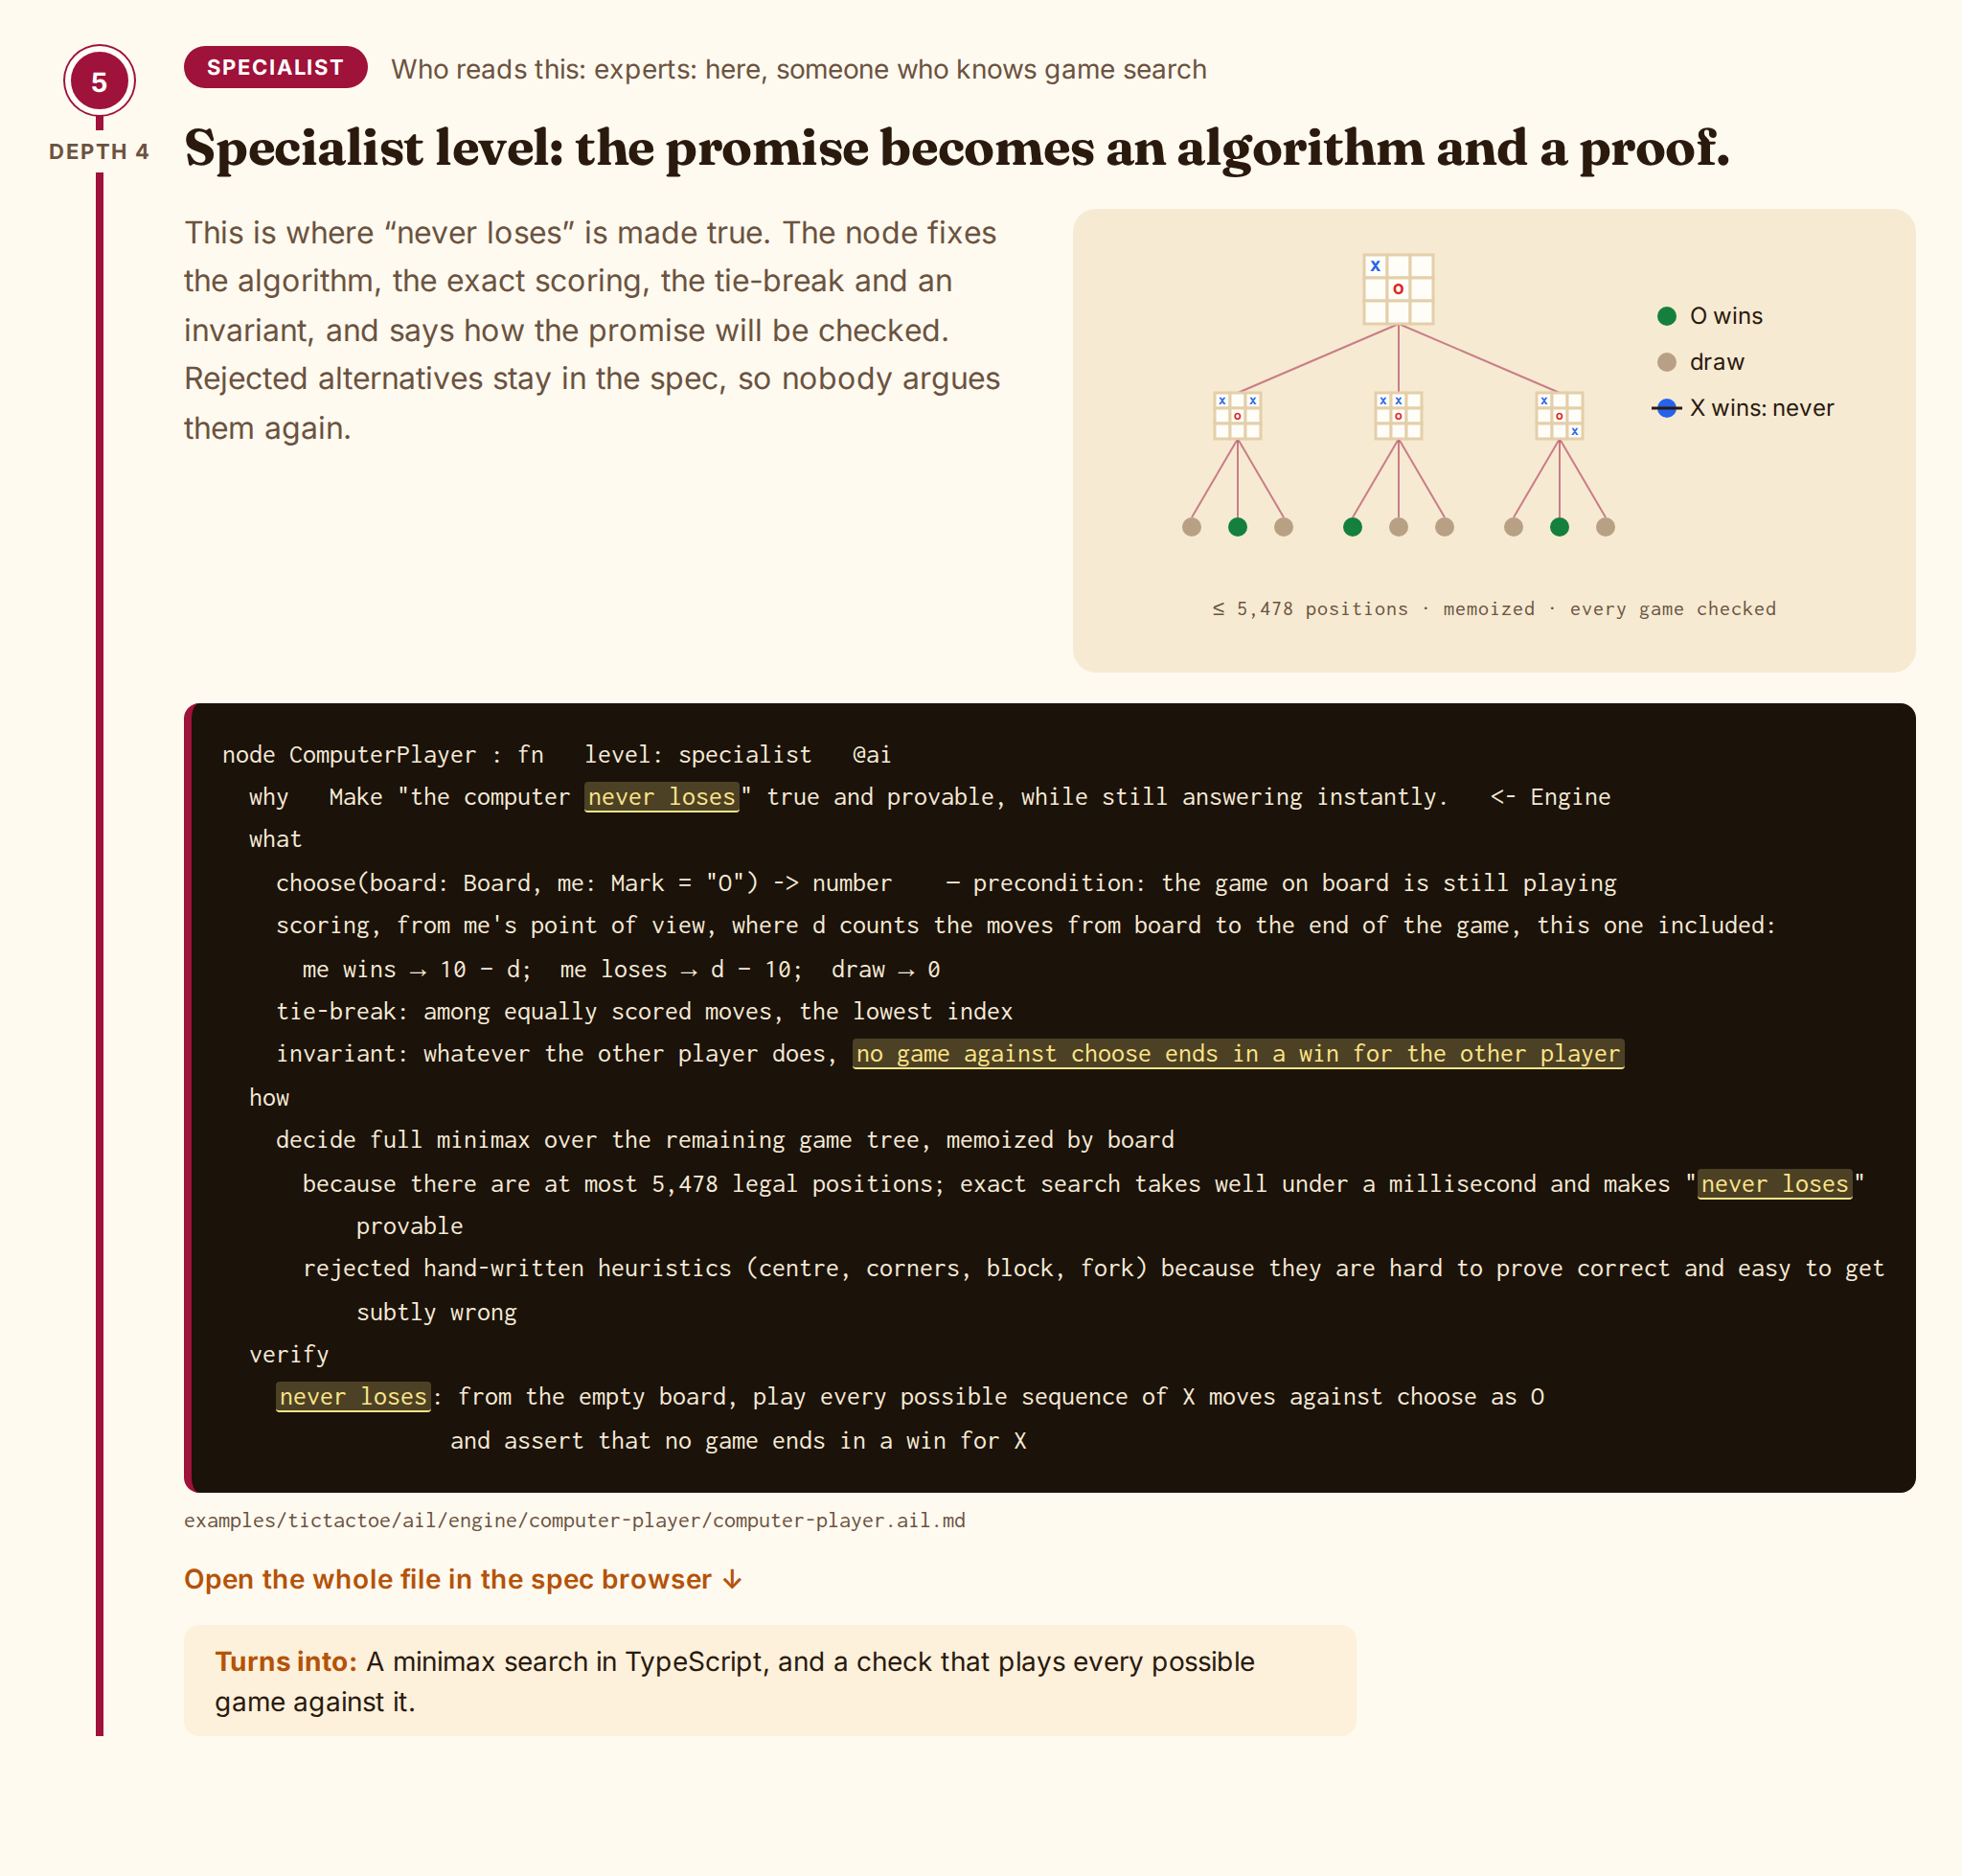 5
DEPTH 4
SPECIALIST
Who reads this: experts: here, someone who knows game search
Specialist level: the promise becomes an algorithm and a proof.
This is where “never loses” is made true. The node fixes
the algorithm, the exact scoring, the tie-break and an
invariant, and says how the promise will be checked.
Rejected alternatives stay in the spec, so nobody argues
them again.
X
O
X X
O
X X
O
X
O
X
O wins
draw
X wins: never
≤ 5,478 positions · memoized · every game checked
node ComputerPlayer : fn   level: specialist   @ai
why   Make "the computer never loses" true and provable, while still answering instantly.   <- Engine
what
choose(board: Board, me: Mark = "O") -> number    — precondition: the game on board is still playing
scoring, from me's point of view, where d counts the moves from board to the end of the game, this one included:
me wins → 10 − d;  me loses → d − 10;  draw → 0
tie-break: among equally scored moves, the lowest index
invariant: whatever the other player does, no game against choose ends in a win for the other player
how
decide full minimax over the remaining game tree, memoized by board
because there are at most 5,478 legal positions; exact search takes well under a millisecond and makes "never loses"
provable
rejected hand-written heuristics (centre, corners, block, fork) because they are hard to prove correct and easy to get
subtly wrong
verify
never loses: from the empty board, play every possible sequence of X moves against choose as O
and assert that no game ends in a win for X
examples/tictactoe/ail/engine/computer-player/computer-player.ail.md
Open the whole file in the spec browser ↓
Turns into: A minimax search in TypeScript, and a check that plays every possible
game against it.